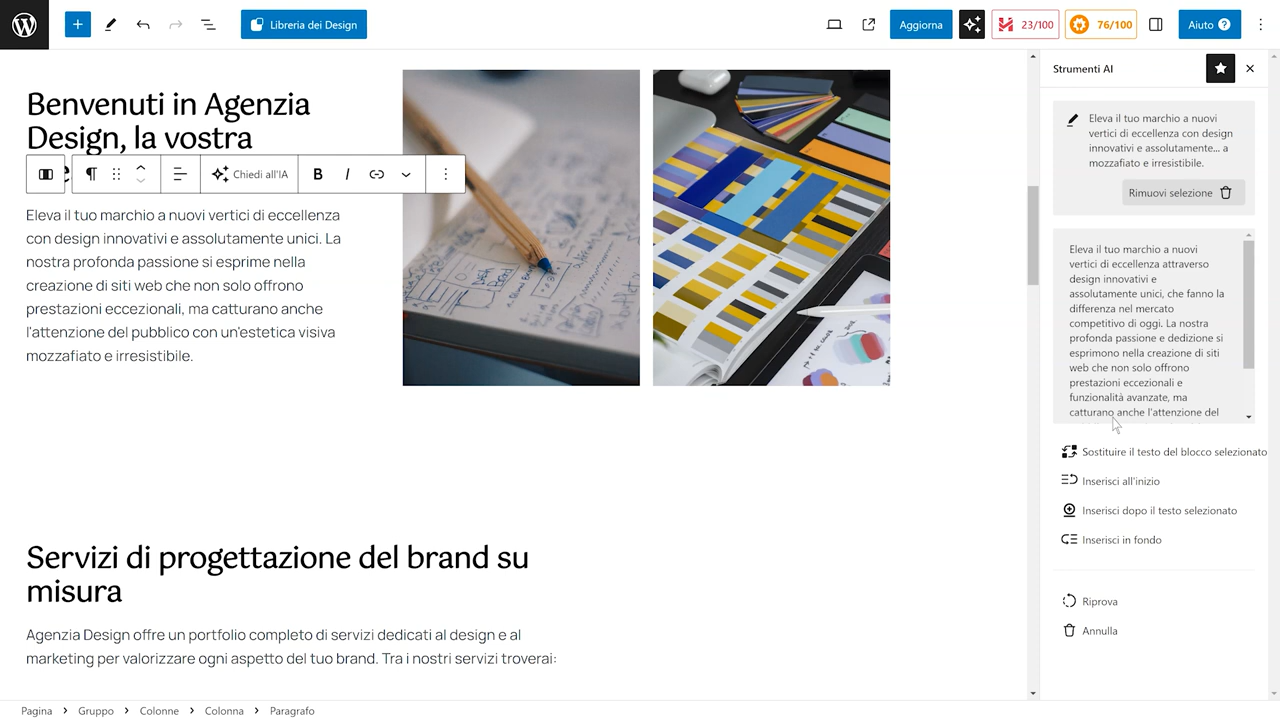 Libreria dei Design
Aggiorna
23/100
76/100
Aiuto
Benvenuti in Agenzia
Design, la vostra
Chiedi all'IA
B
I
Eleva il tuo marchio a nuovi vertici di eccellenza
con design innovativi e assolutamente unici. La
nostra profonda passione si esprime nella
creazione di siti web che non solo offrono
prestazioni eccezionali, ma catturano anche
l'attenzione del pubblico con un'estetica visiva
mozzafiato e irresistibile.
Servizi di progettazione del brand su
misura
Agenzia Design offre un portfolio completo di servizi dedicati al design e al
marketing per valorizzare ogni aspetto del tuo brand. Tra i nostri servizi troverai:
Strumenti AI
Eleva il tuo marchio a nuovi
vertici di eccellenza con design
innovativi e assolutamente... a
mozzafiato e irresistibile.
Rimuovi selezione
Eleva il tuo marchio a nuovi
vertici di eccellenza attraverso
design innovativi e
assolutamente unici, che fanno la
differenza nel mercato
competitivo di oggi. La nostra
profonda passione e dedizione si
esprimono nella creazione di siti
web che non solo offrono
prestazioni eccezionali e
funzionalità avanzate, ma
catturano anche l'attenzione del
Sostituire il testo del blocco selezionato
Inserisci all'inizio
Inserisci dopo il testo selezionato
Inserisci in fondo
Riprova
Annulla
Pagina > Gruppo > Colonne > Colonna > Paragrafo